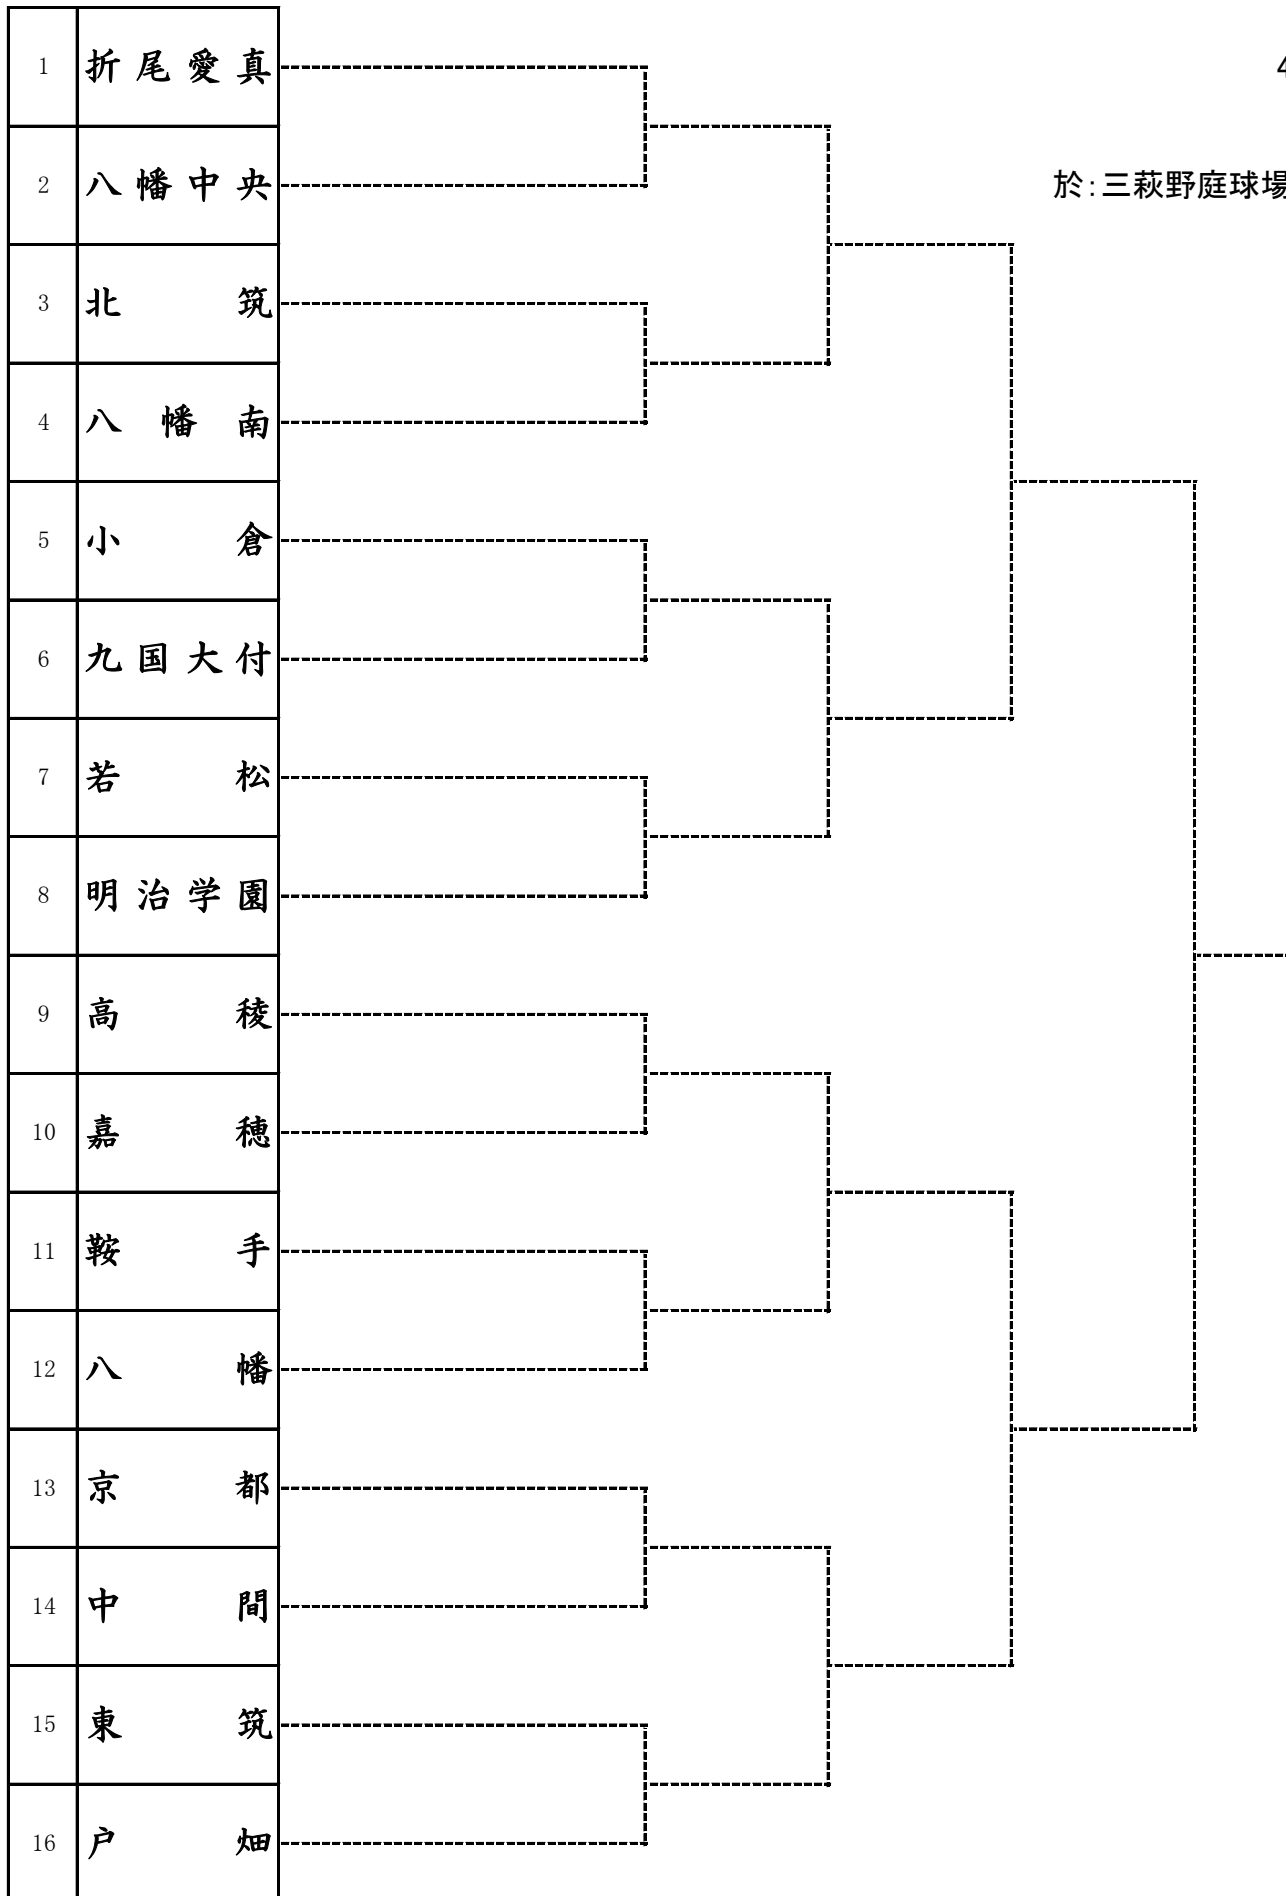 1 折尾愛真
4
2 八幡中央
於:三萩野庭球場
3 北筑
4 八幡南
5 小倉
6 九国大付
7 若松
8 明治学園
9 高稜
10 嘉穂
11 鞍手
12 八幡
13 京都
14 中間
15 東筑
16 戸畑